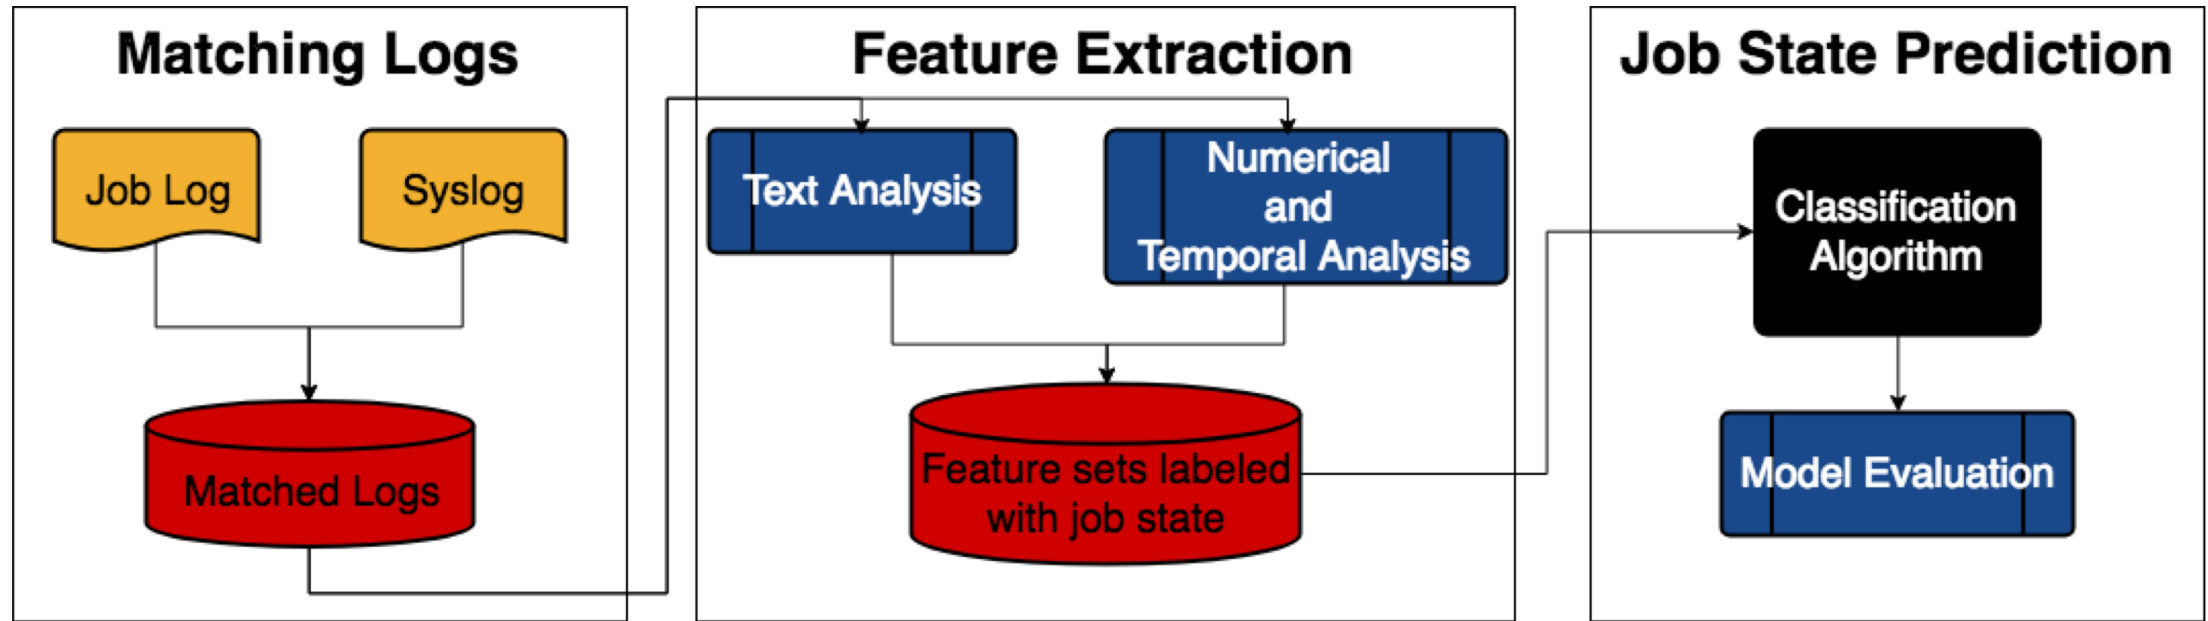 Matching Logs
Job Log
Syslog
Matched Logs
Feature Extraction
Text Analysis
Numerical
and
Temporal Analysis
Feature sets labeled
with job state
Job State Prediction
Classification
Algorithm
Model Evaluation